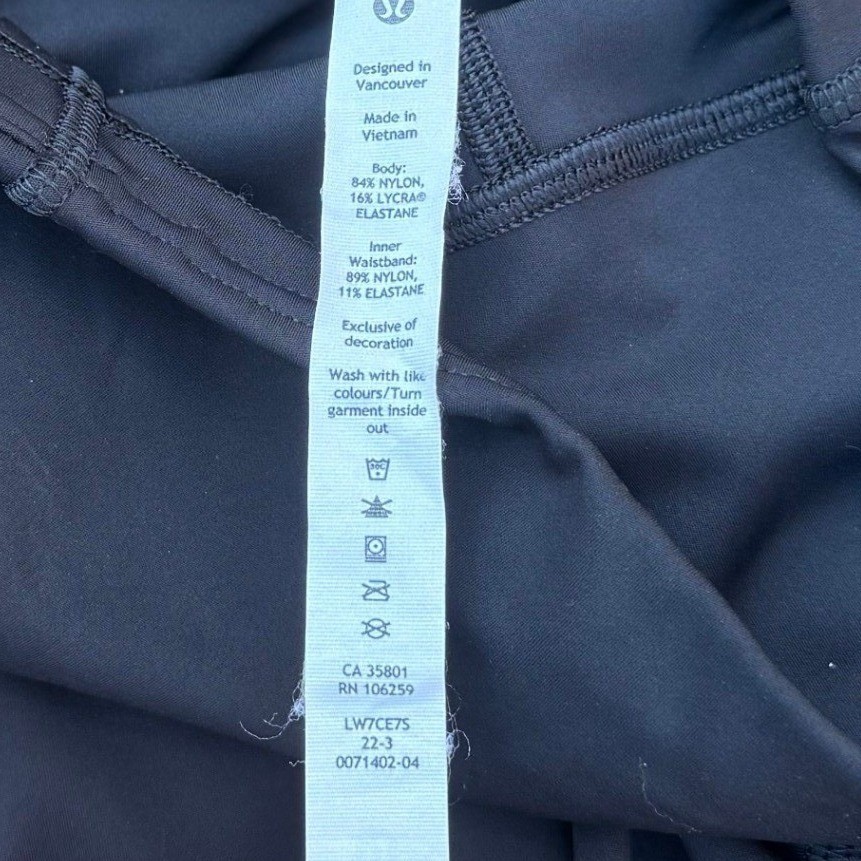 Designed in
Vancouver
Made in
Vietnam
Body:
84% NYLON,
16% LYCRA®
ELASTANE
Inner
Waistband:
89% NYLON,
11% ELASTANE
Exclusive of
decoration
Wash with like
colours/Turn
garment inside
out
30C
CA 35801
RN 106259
LW7CE7S
22-3
0071402-04